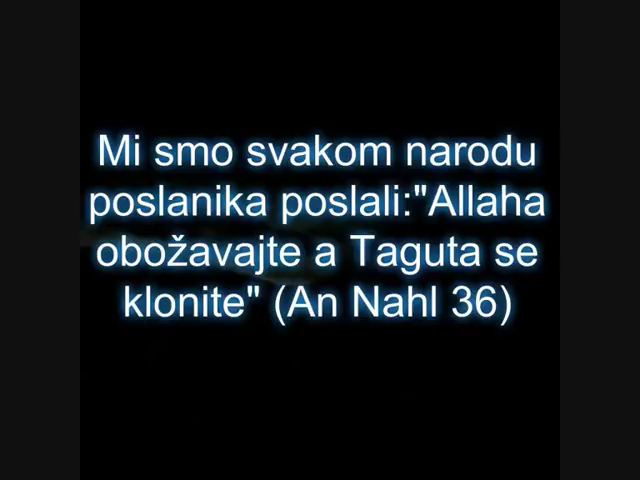 Mi smo svakom narodu
poslanika poslali:"Allaha
obožavajte a Taguta se
klonite" (An Nahl 36)